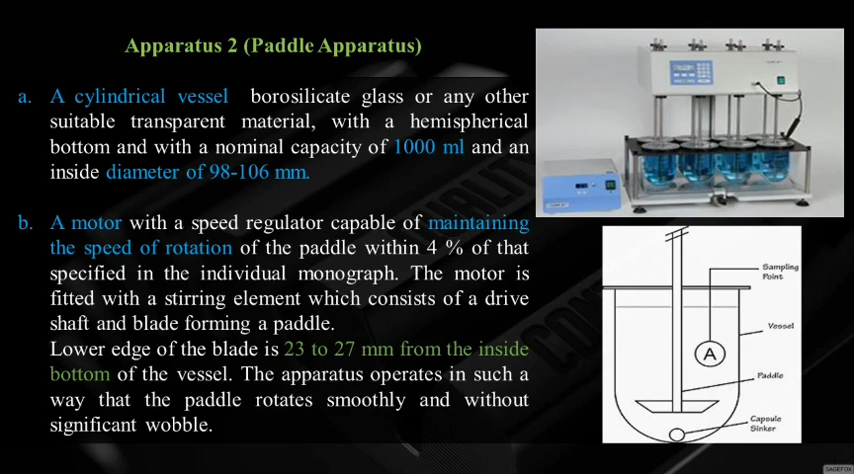 Apparatus 2 (Paddle Apparatus)
a. A cylindrical vessel borosilicate glass or any other
suitable transparent material, with a hemispherical
bottom and with a nominal capacity of 1000 ml and an
inside diameter of 98-106 mm.
b. A motor with a speed regulator capable of maintaining
the speed of rotation of the paddle within 4 % of that
specified in the individual monograph. The motor is
fitted with a stirring element which consists of a drive
shaft and blade forming a paddle.
Lower edge of the blade is 23 to 27 mm from the inside
bottom of the vessel. The apparatus operates in such a
way that the paddle rotates smoothly and without
significant wobble.
Sampling
Point
Vessel
A
Paddle
Capsule
Sinker
SAGEFOX